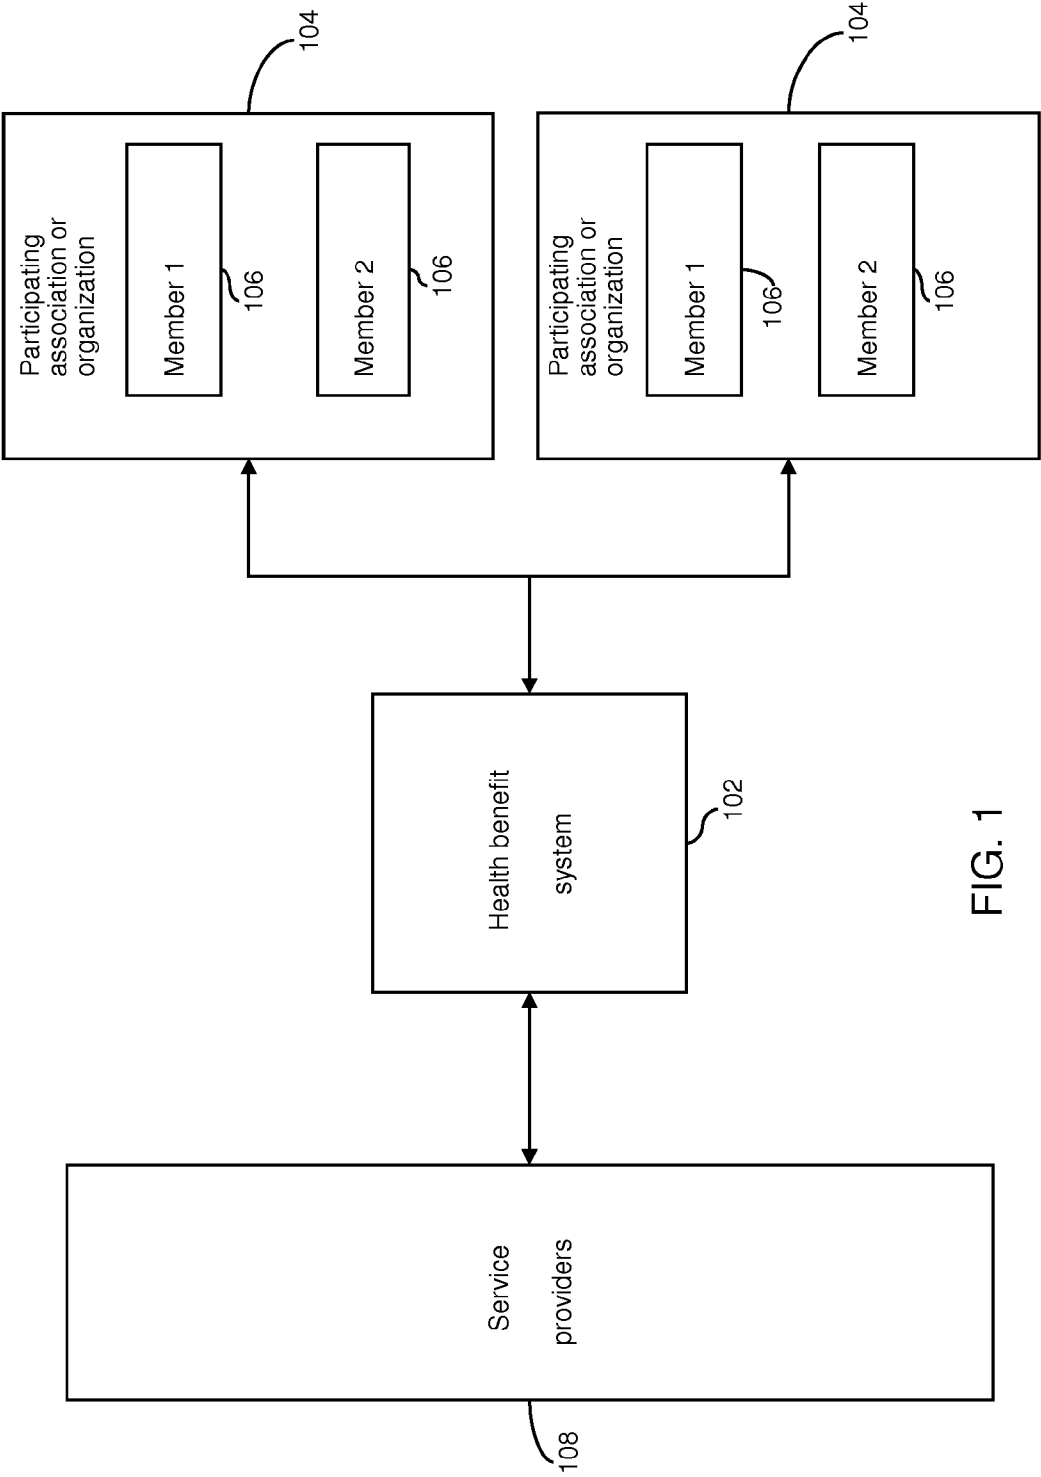 Participating
association or
organization
Member 1
106
Member 2
106
104
Participating
association or
organization
Member 1
106
Member 2
106
104
Health benefit
system
102
Service
providers
108
FIG. 1